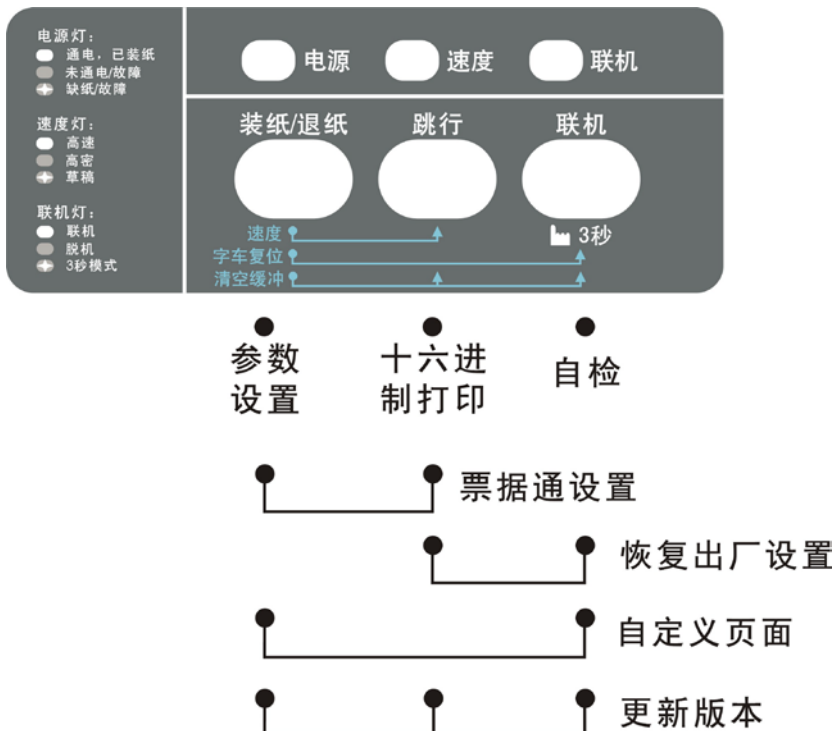 电源灯：
通电，已装纸
未通电/故障
缺纸/故障
速度灯：
高速
高密
草稿
联机灯：
联机
脱机
3秒模式
电源 速度 联机
装纸/退纸 跳行 联机
速度
3秒
字车复位
清空缓冲
参数
设置
十六进
制打印
自检
票据通设置
恢复出厂设置
自定义页面
更新版本